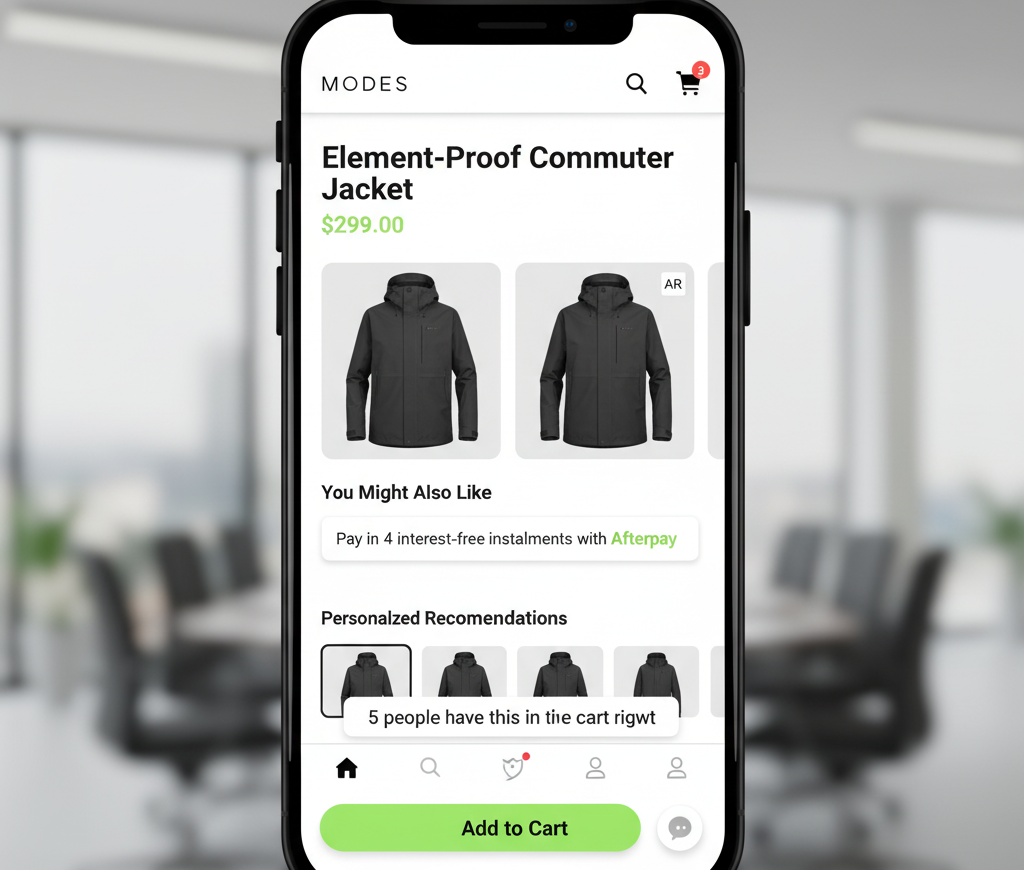 MODES
3
Element-Proof Commuter
Jacket
$299.00
AR
You Might Also Like
Pay in 4 interest-free instalments with Afterpay
Personalzed Recomendations
5 people have this in the cart rigwt
Add to Cart